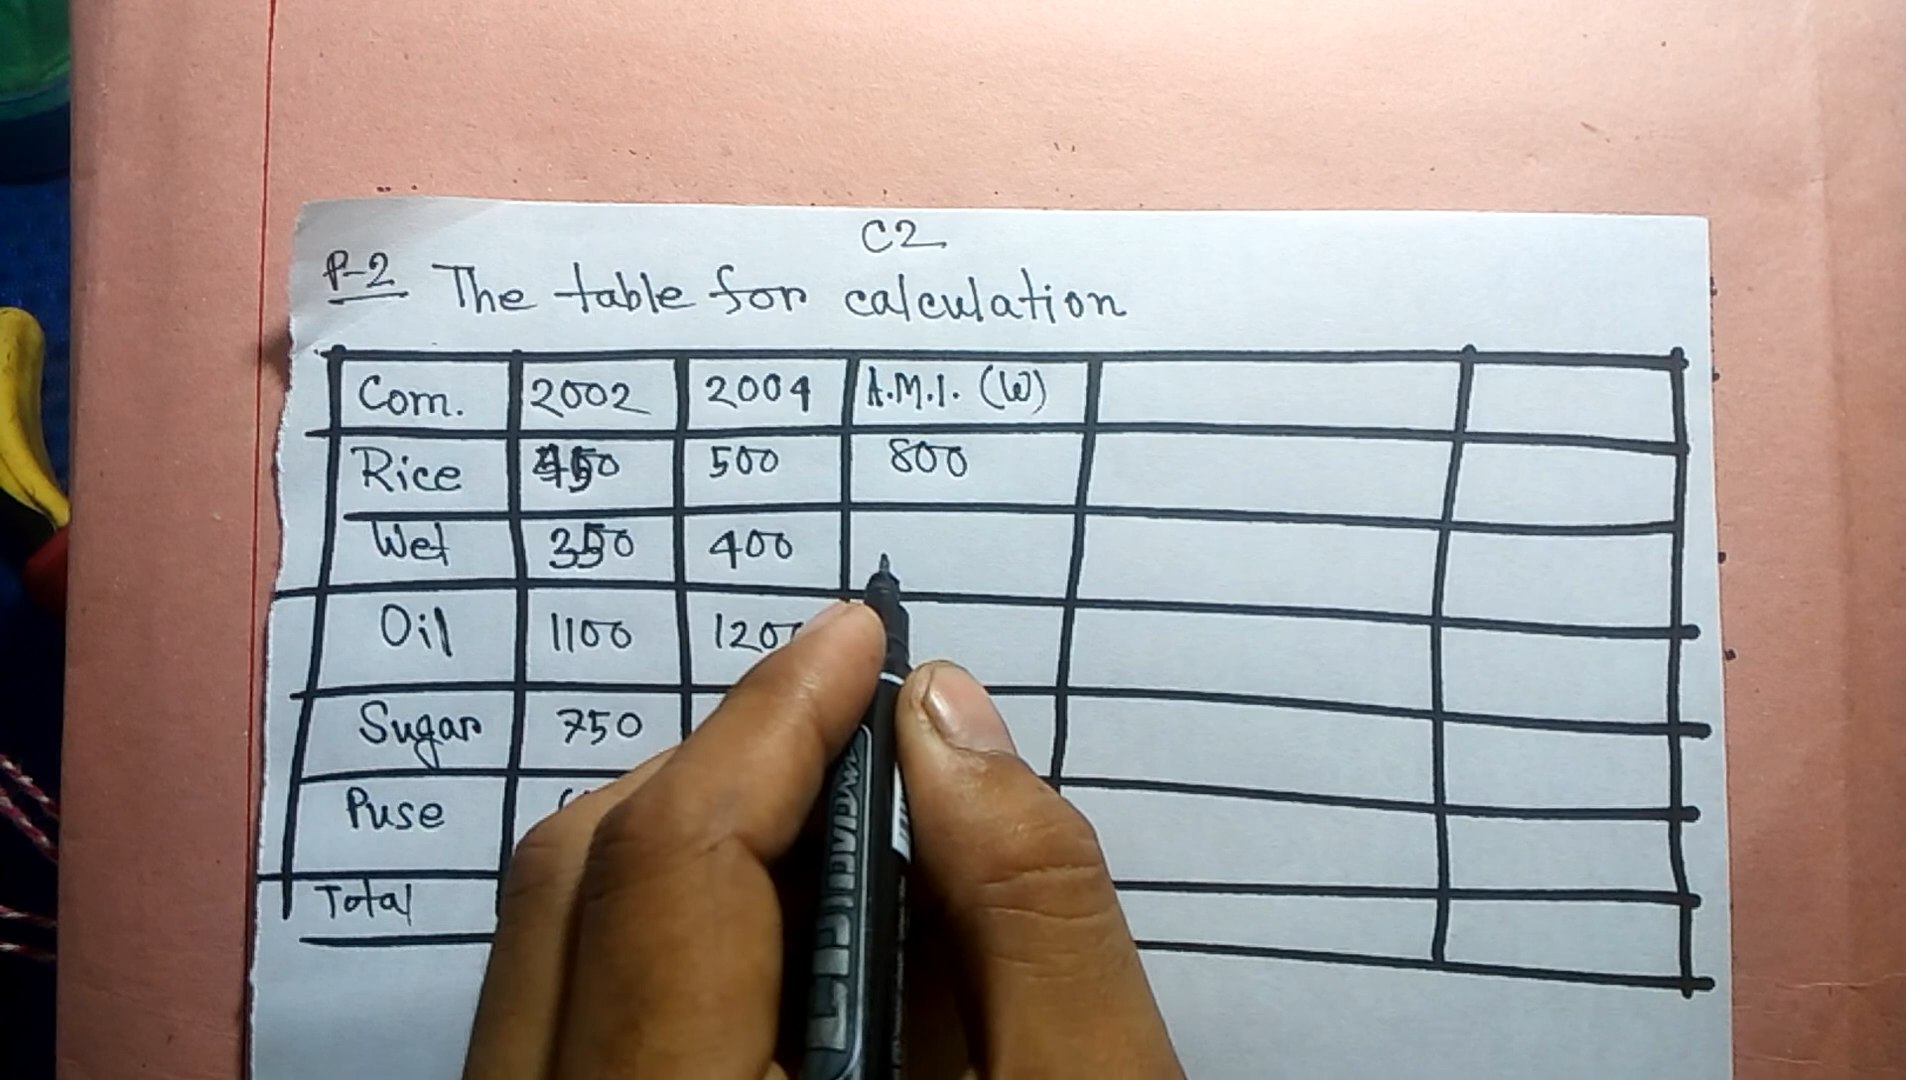 C2
P-2 The table for calculation
Com. 2002 2004 A.M.I. (W)
Rice 450 500 800
Wet 350 400
Oil 1100 1200
Sugar 750
Puse
Total